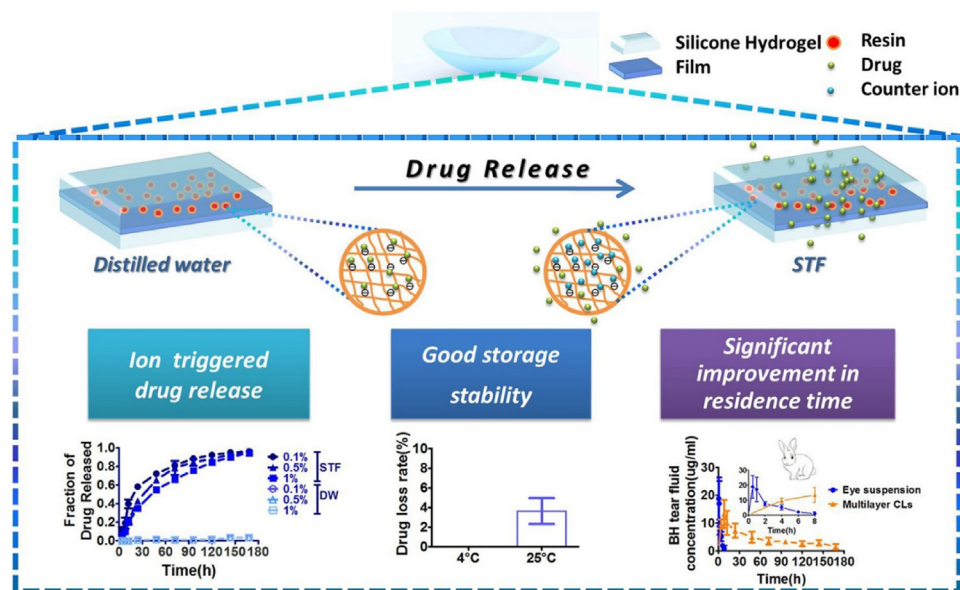 Silicone Hydrogel
Film
Resin
Drug
Counter ion
Drug Release
Distilled water
STF
Ion triggered
drug release
Good storage
stability
Significant
improvement in
residence time
Fraction of
Drug Released
1.0
0.8
0.6
0.4
0.2
0.0
0 30 60 90 120 150 180
Time(h)
0.1%
0.5%
1%
STF
0.1%
0.5%
1%
DW
Drug loss rate(%)
10
8
6
4
2
0
4°C
25°C
BH tear fluid
concentration(ug/ml)
30
20
10
0
0 30 60 90 120 150 180
Time(h)
30
20
10
0
0 2 4 6 8
Time(h)
Eye suspension
Multilayer CLs